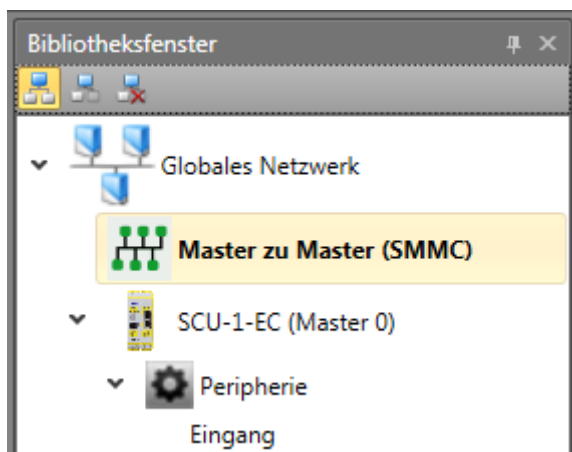 Bibliotheksfenster
Globales Netzwerk
Master zu Master (SMMC)
SCU-1-EC (Master 0)
Peripherie
Eingang